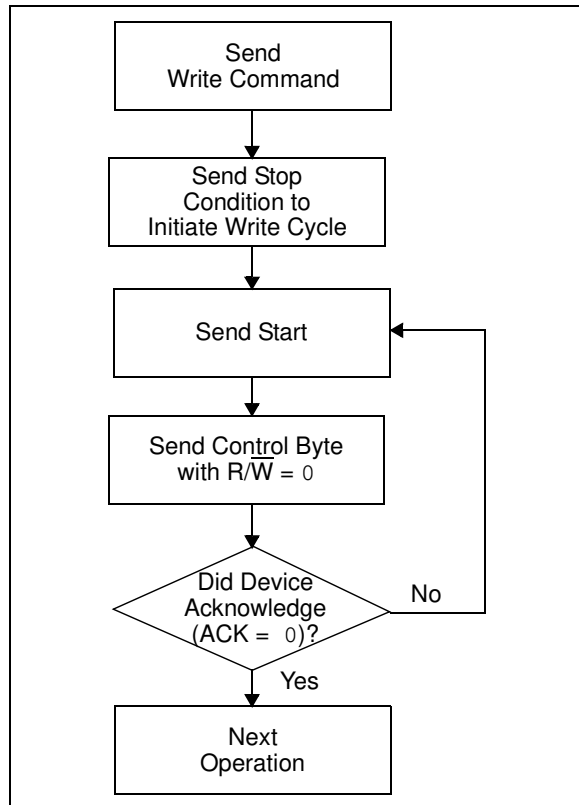 Send
Write Command
Send Stop
Condition to
Initiate Write Cycle
Send Start
Send Control Byte
with R/W̅ = 0
Did Device
Acknowledge
(ACK = 0)?
No
Yes
Next
Operation